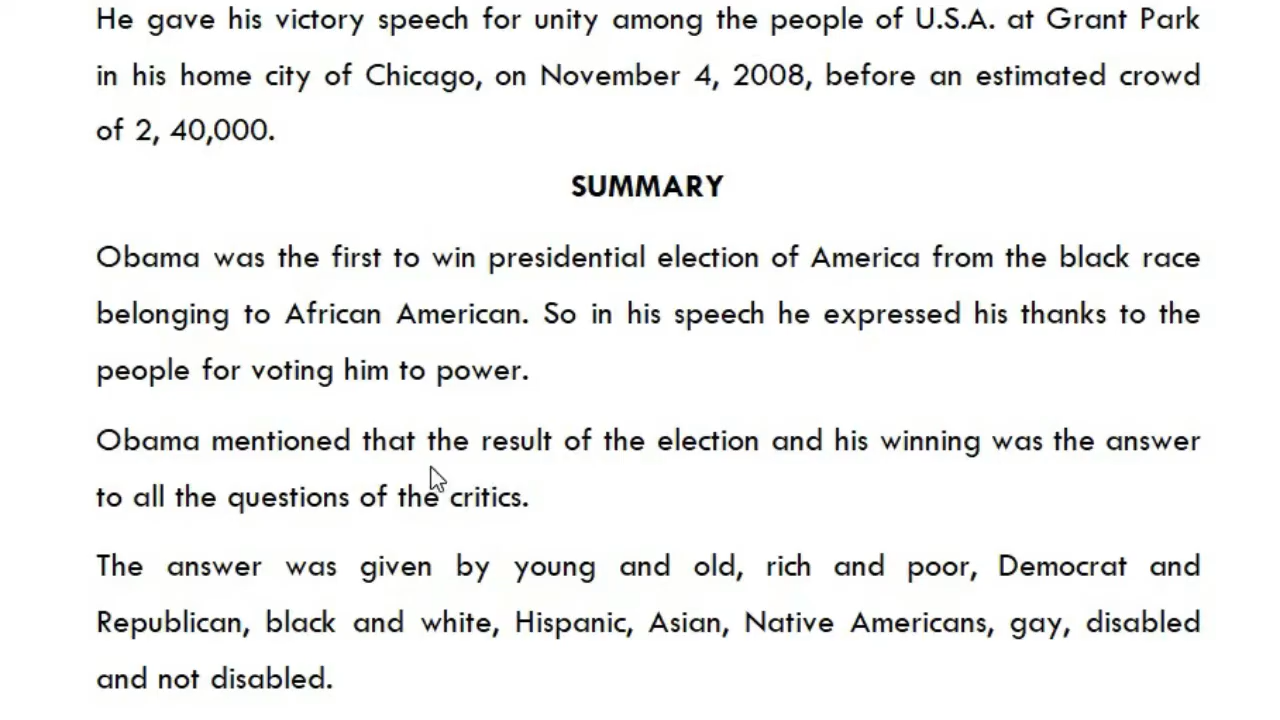 He gave his victory speech for unity among the people of U.S.A. at Grant Park
in his home city of Chicago, on November 4, 2008, before an estimated crowd
of 2, 40,000.
SUMMARY
Obama was the first to win presidential election of America from the black race
belonging to African American. So in his speech he expressed his thanks to the
people for voting him to power.
Obama mentioned that the result of the election and his winning was the answer
to all the questions of the critics.
The answer was given by young and old, rich and poor, Democrat and
Republican, black and white, Hispanic, Asian, Native Americans, gay, disabled
and not disabled.